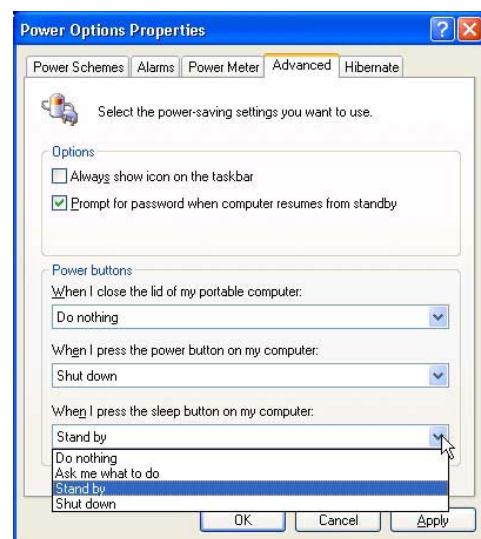 Power Options Properties
Power Schemes Alarms Power Meter Advanced Hibernate
Select the power-saving settings you want to use.
Options
Always show icon on the taskbar
Prompt for password when computer resumes from standby
Power buttons
When I close the lid of my portable computer:
Do nothing
When I press the power button on my computer:
Shut down
When I press the sleep button on my computer:
Stand by
Do nothing
Ask me what to do
Stand by
Shut down
OK Cancel Apply